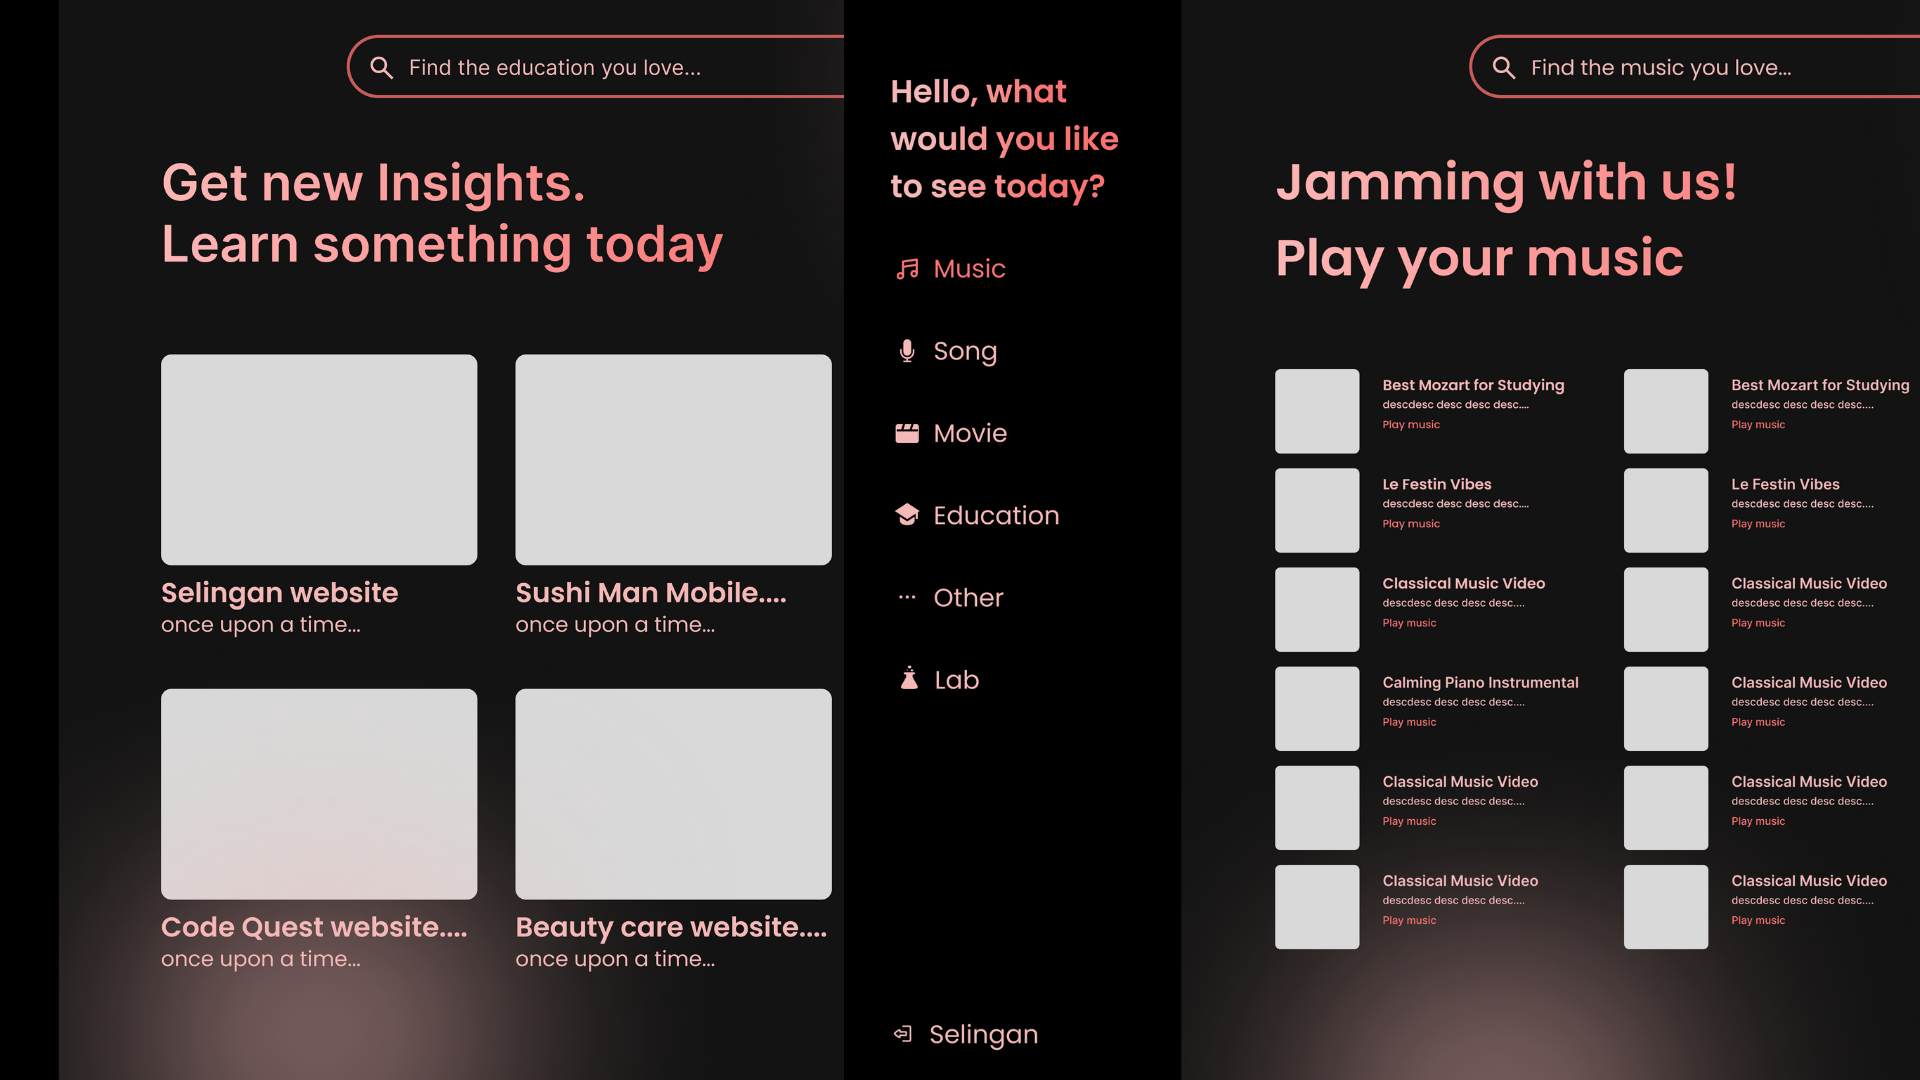 Find the education you love...
Get new Insights.
Learn something today
Selingan website
once upon a time...
Sushi Man Mobile....
once upon a time...
Code Quest website....
once upon a time...
Beauty care website....
once upon a time...
Hello, what
would you like
to see today?
Music
Song
Movie
Education
Other
Lab
Selingan
Find the music you love...
Jamming with us!
Play your music
Best Mozart for Studying
descdesc desc desc desc....
Play music
Best Mozart for Studying
descdesc desc desc desc....
Play music
Le Festin Vibes
descdesc desc desc desc....
Play music
Le Festin Vibes
descdesc desc desc desc....
Play music
Classical Music Video
descdesc desc desc desc....
Play music
Classical Music Video
descdesc desc desc desc....
Play music
Calming Piano Instrumental
descdesc desc desc desc....
Play music
Classical Music Video
descdesc desc desc desc....
Play music
Classical Music Video
descdesc desc desc desc....
Play music
Classical Music Video
descdesc desc desc desc....
Play music
Classical Music Video
descdesc desc desc desc....
Play music
Classical Music Video
descdesc desc desc desc....
Play music